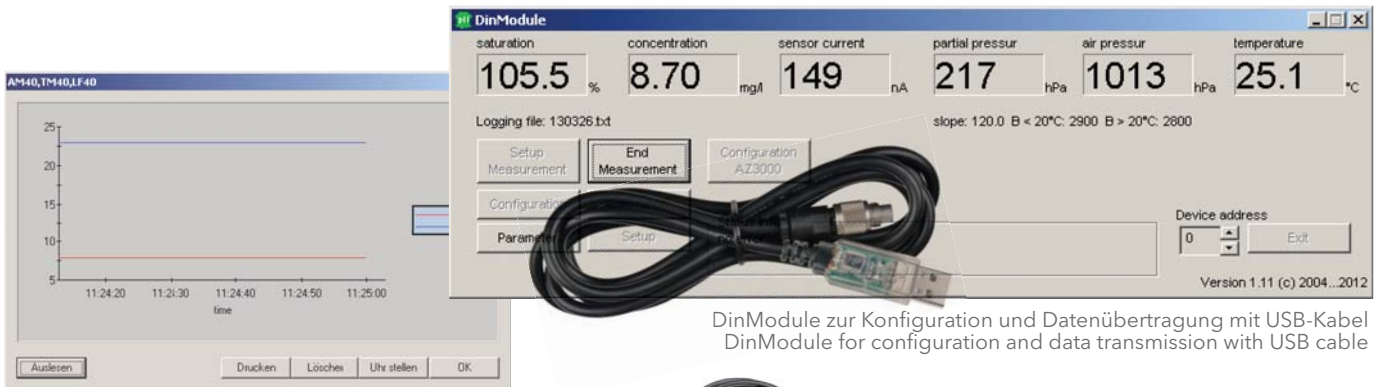 DinModule
saturation concentration sensor current partial pressur air pressur temperature
105.5 % 8.70 mg/l 149 nA 217 hPa 1013 hPa 25.1 °C
Logging file: 130326.txt slope: 120.0 B < 20°C: 2900 B > 20°C: 2800
Setup Measurement
End Measurement
Configuration AZ3000
Configuration
Parameter
Setup
Device address
0
Exit
Version 1.11 (c) 2004...2012
AM40,TM40,LF40
25
20
15
10
5
11:24:20 11:24:30 11:24:40 11:24:50 11:25:00
time
Auslesen Drucken Löschen Uhr stellen OK
DinModule zur Konfiguration und Datenübertragung mit USB-Kabel
DinModule for configuration and data transmission with USB cable